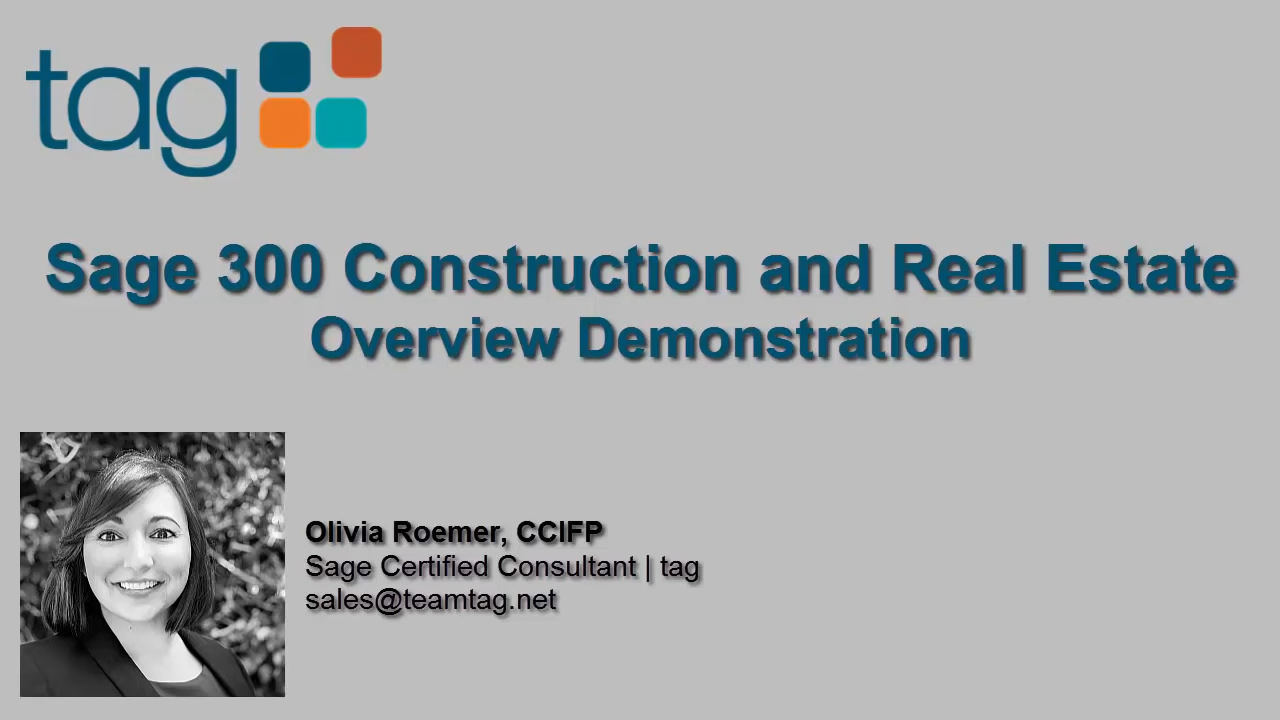 tag
Sage 300 Construction and Real Estate
Overview Demonstration
Olivia Roemer, CCIFP
Sage Certified Consultant | tag
sales@teamtag.net